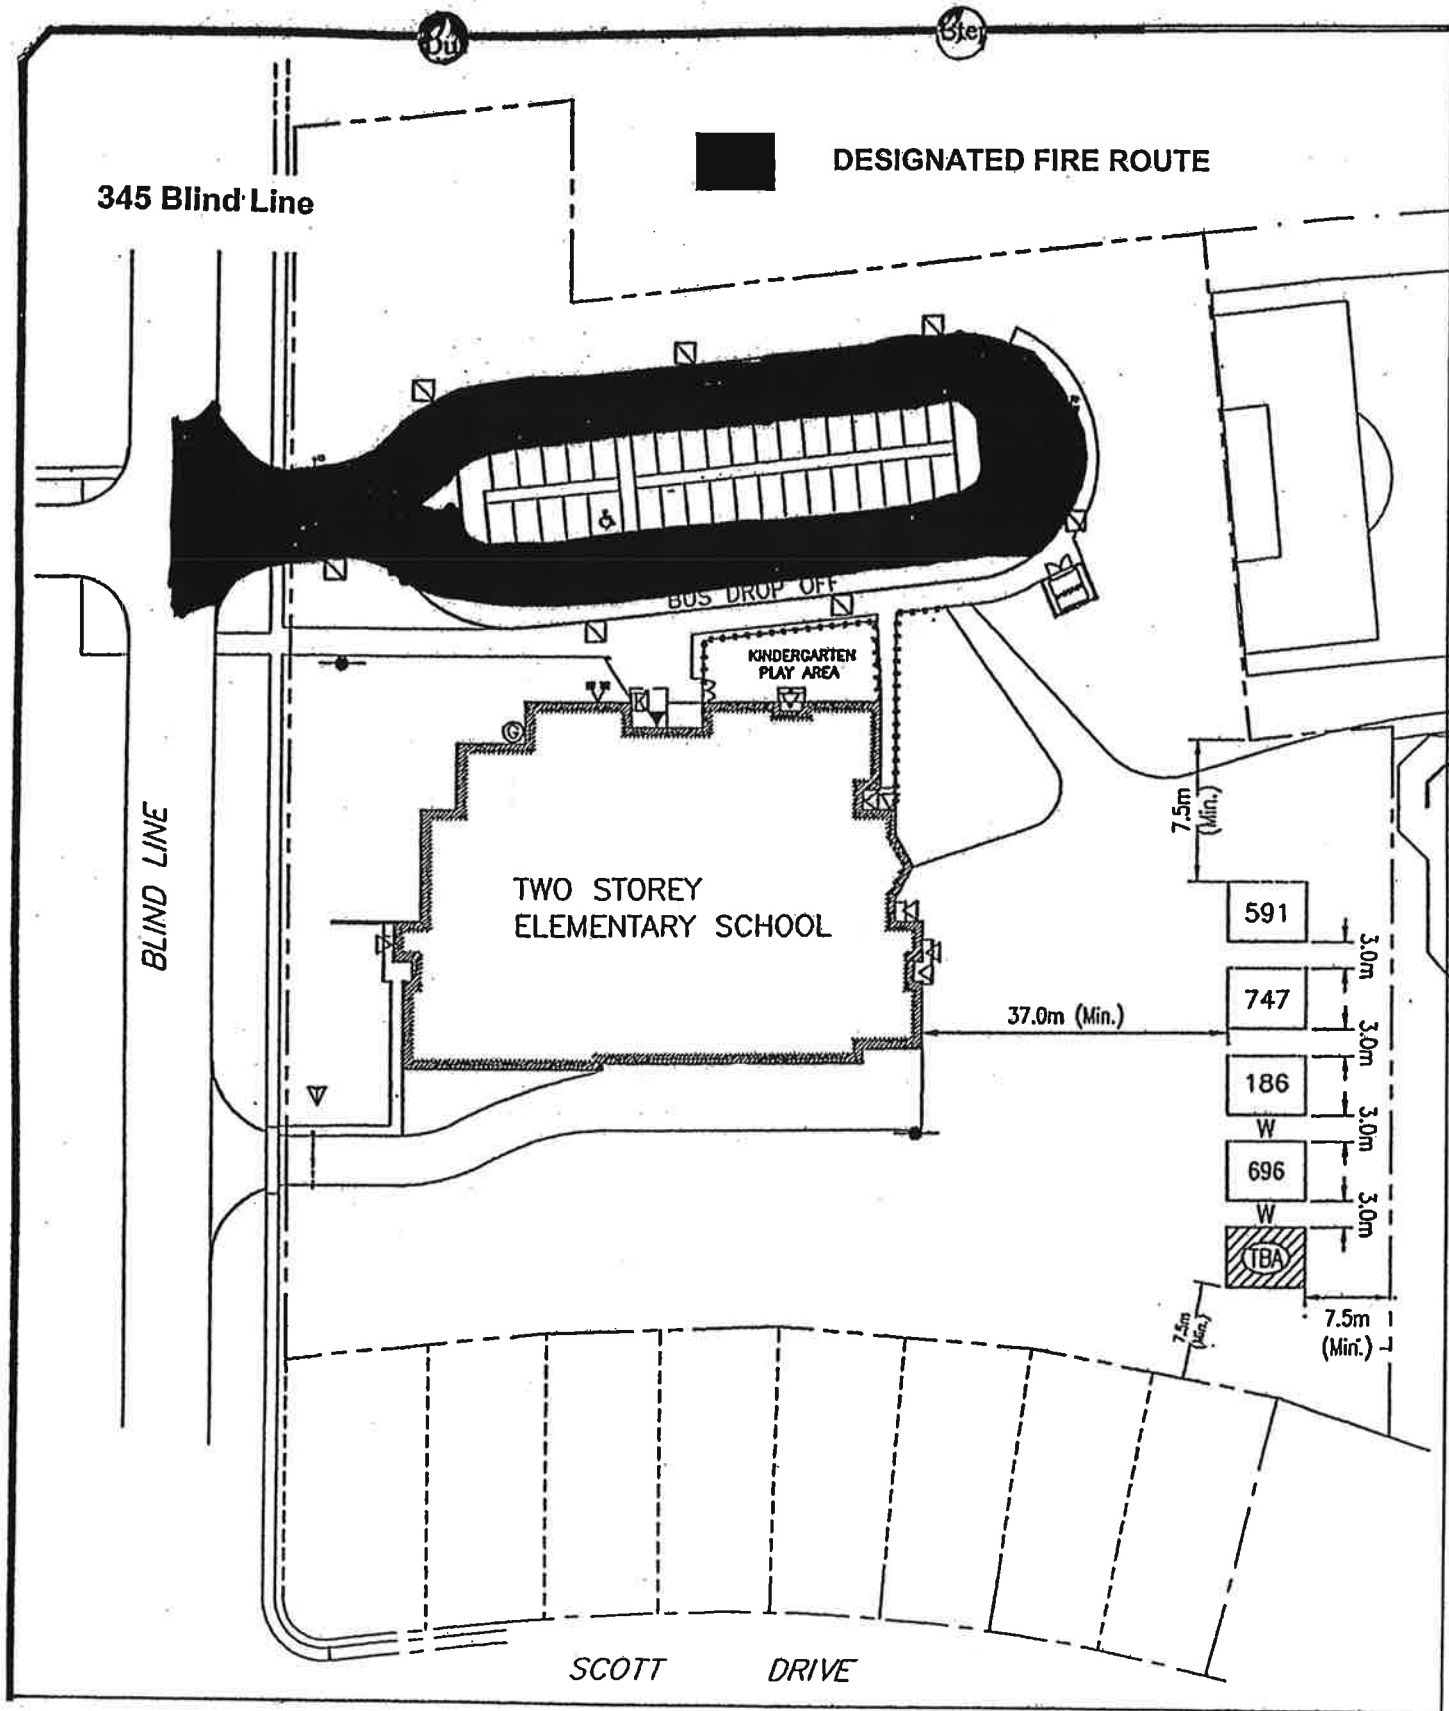 DESIGNATED FIRE ROUTE
345 Blind Line
BUS DROP OFF
KINDERGARTEN
PLAY AREA
G
BLIND LINE
TWO STOREY
ELEMENTARY SCHOOL
7.5m
(Min.)
591
3.0m
747
37.0m (Min.)
3.0m
186
W
3.0m
696
W
3.0m
TBA
7.5m
(Min.)
7.5m
(Min.)
SCOTT DRIVE